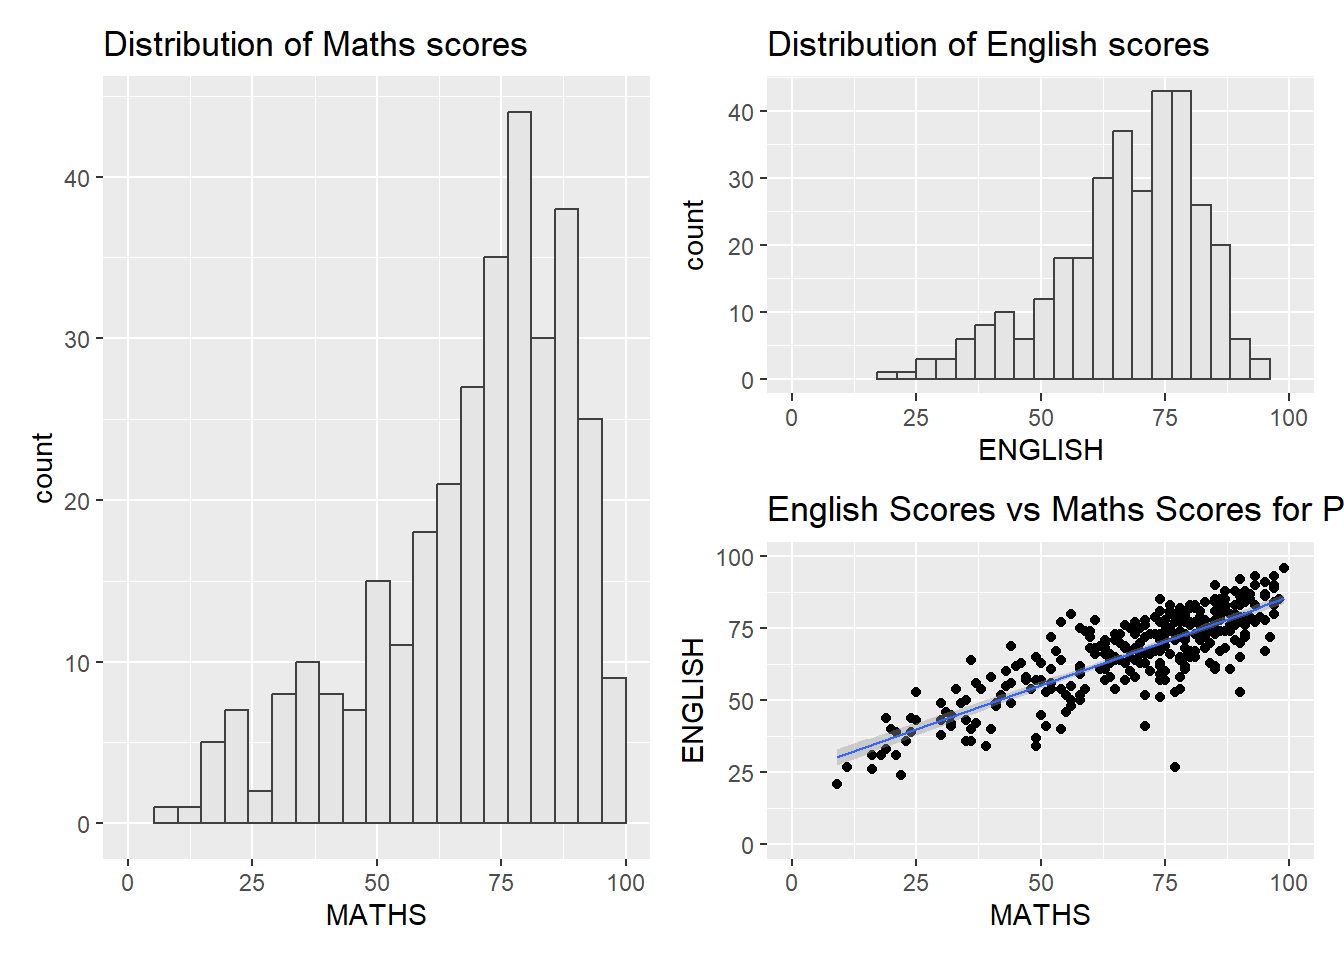 Distribution of Maths scores
count
40
30
20
10
0
0 25 50 75 100
MATHS
Distribution of English scores
count
40
30
20
10
0
0 25 50 75 100
ENGLISH
English Scores vs Maths Scores for P
ENGLISH
100
75
50
25
0
0 25 50 75 100
MATHS